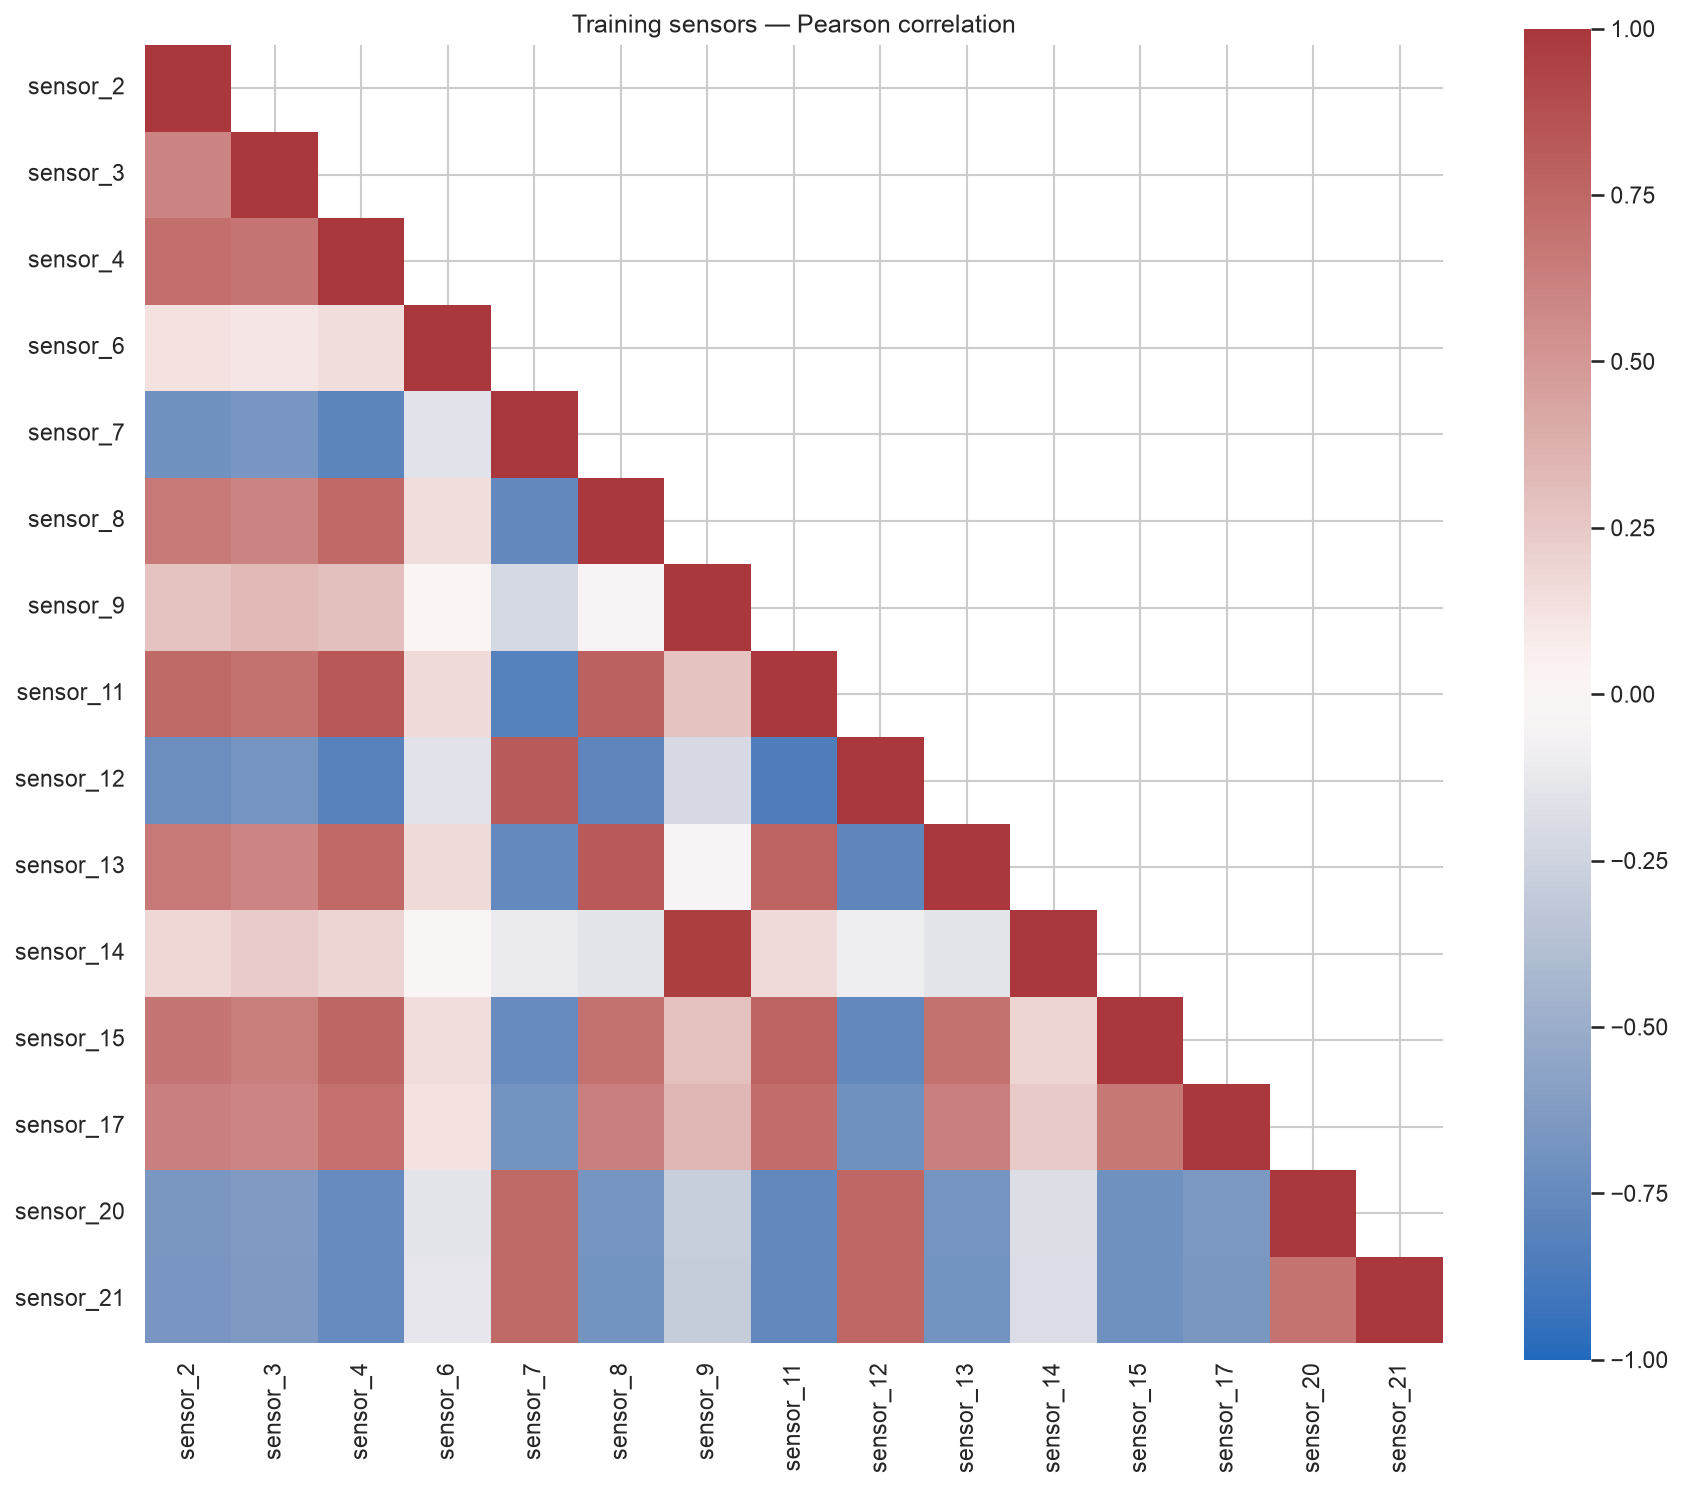 Training sensors — Pearson correlation
sensor_2
sensor_3
sensor_4
sensor_6
sensor_7
sensor_8
sensor_9
sensor_11
sensor_12
sensor_13
sensor_14
sensor_15
sensor_17
sensor_20
sensor_21
sensor_2
sensor_3
sensor_4
sensor_6
sensor_7
sensor_8
sensor_9
sensor_11
sensor_12
sensor_13
sensor_14
sensor_15
sensor_17
sensor_20
sensor_21
1.00
0.75
0.50
0.25
0.00
−0.25
−0.50
−0.75
−1.00